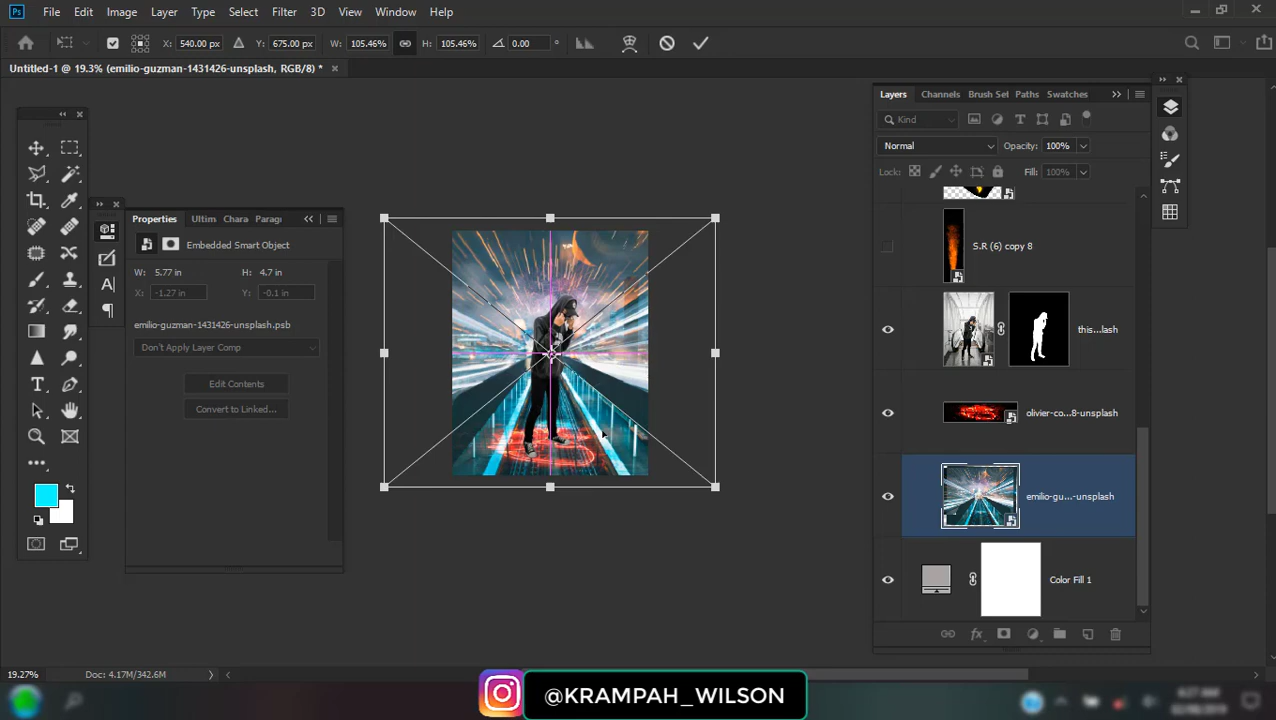 Ps File Edit Image Layer Type Select Filter 3D View Window Help
X: 540.00 px Y: 675.00 px W: 105.46% H: 105.46% 0.00 °
Untitled-1 @ 19.3% (emilio-guzman-1431426-unsplash, RGB/8) * ×
Properties Ultim Chara Paragı
Embedded Smart Object
W: 5.77 in H: 4.7 in
X: -1.27 in Y: -0.1 in
emilio-guzman-1431426-unsplash.psb
Don't Apply Layer Comp
Edit Contents
Convert to Linked...
Layers Channels Brush Set Paths Swatches
Kind
Normal Opacity: 100%
Lock: Fill: 100%
S.R (6) copy 8
this...lash
olivier-co...8-unsplash
emilio-gu...-unsplash
Color Fill 1
19.27% Doc: 4.17M/342.6M
@KRAMPAH_WILSON
4:27 AM